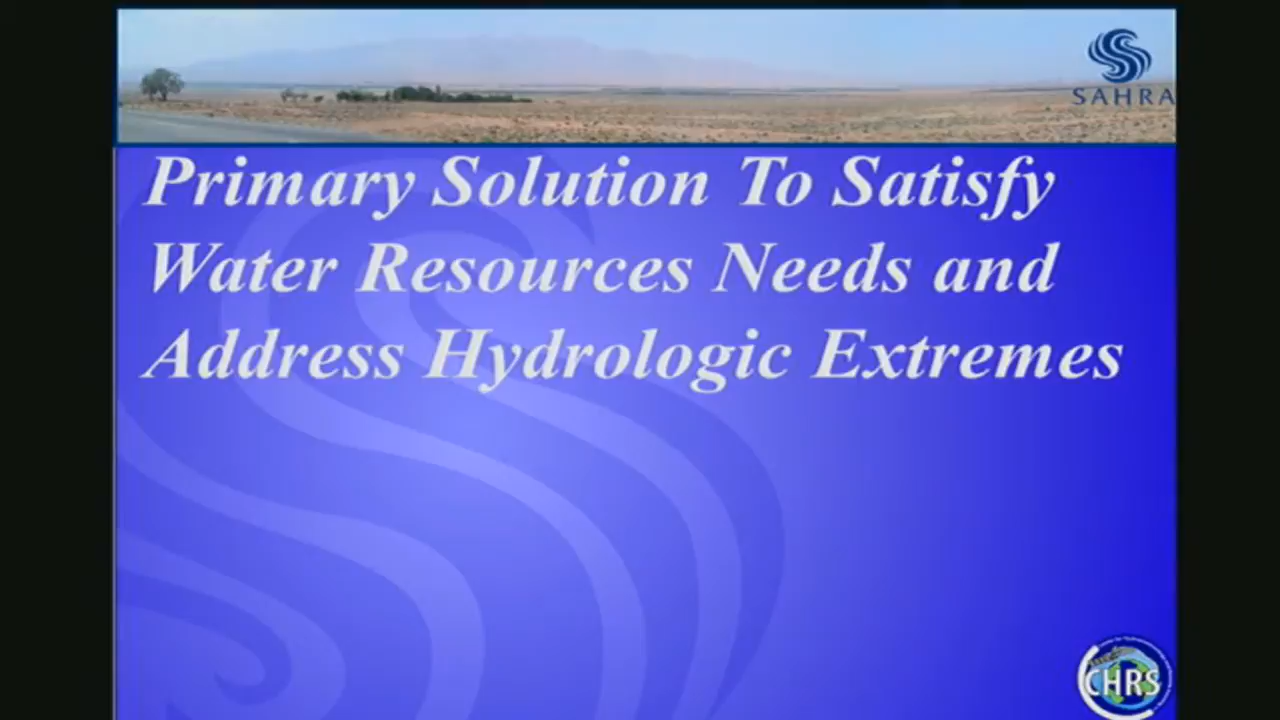 SAHRA
Primary Solution To Satisfy
Water Resources Needs and
Address Hydrologic Extremes
CHRS